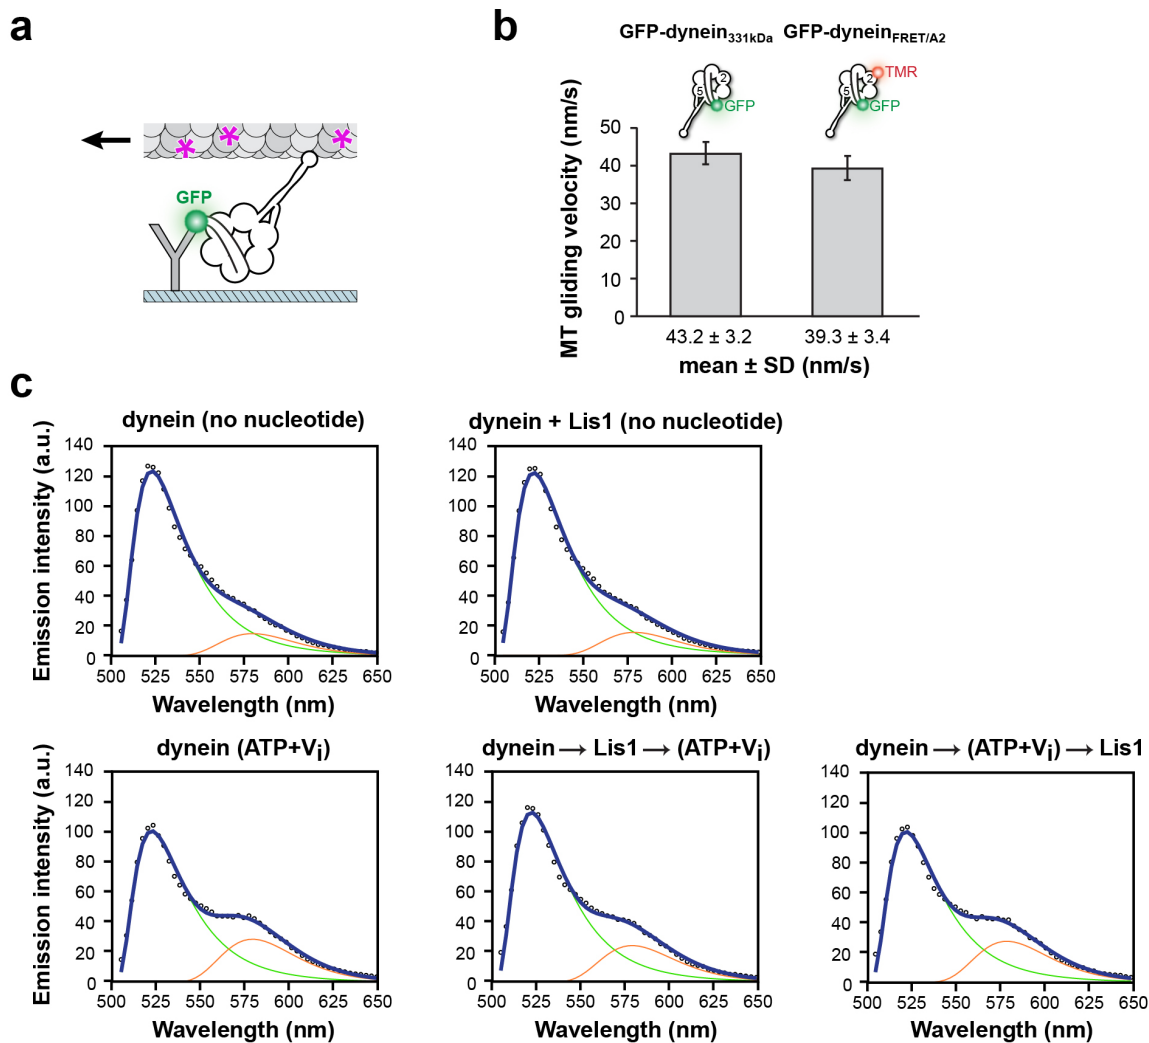 a
GFP
b
GFP-dynein331kDa GFP-dyneinFRET/A2
5 2 GFP
5 2 TMR GFP
MT gliding velocity (nm/s)
50
40
30
20
10
0
43.2 ± 3.2 39.3 ± 3.4
mean ± SD (nm/s)
c
dynein (no nucleotide)
Emission intensity (a.u.)
140
120
100
80
60
40
20
0
500 525 550 575 600 625 650
Wavelength (nm)
dynein + Lis1 (no nucleotide)
140
120
100
80
60
40
20
0
500 525 550 575 600 625 650
Wavelength (nm)
dynein (ATP+Vi)
Emission intensity (a.u.)
140
120
100
80
60
40
20
0
500 525 550 575 600 625 650
Wavelength (nm)
dynein → Lis1 → (ATP+Vi)
140
120
100
80
60
40
20
0
500 525 550 575 600 625 650
Wavelength (nm)
dynein → (ATP+Vi) → Lis1
140
120
100
80
60
40
20
0
500 525 550 575 600 625 650
Wavelength (nm)